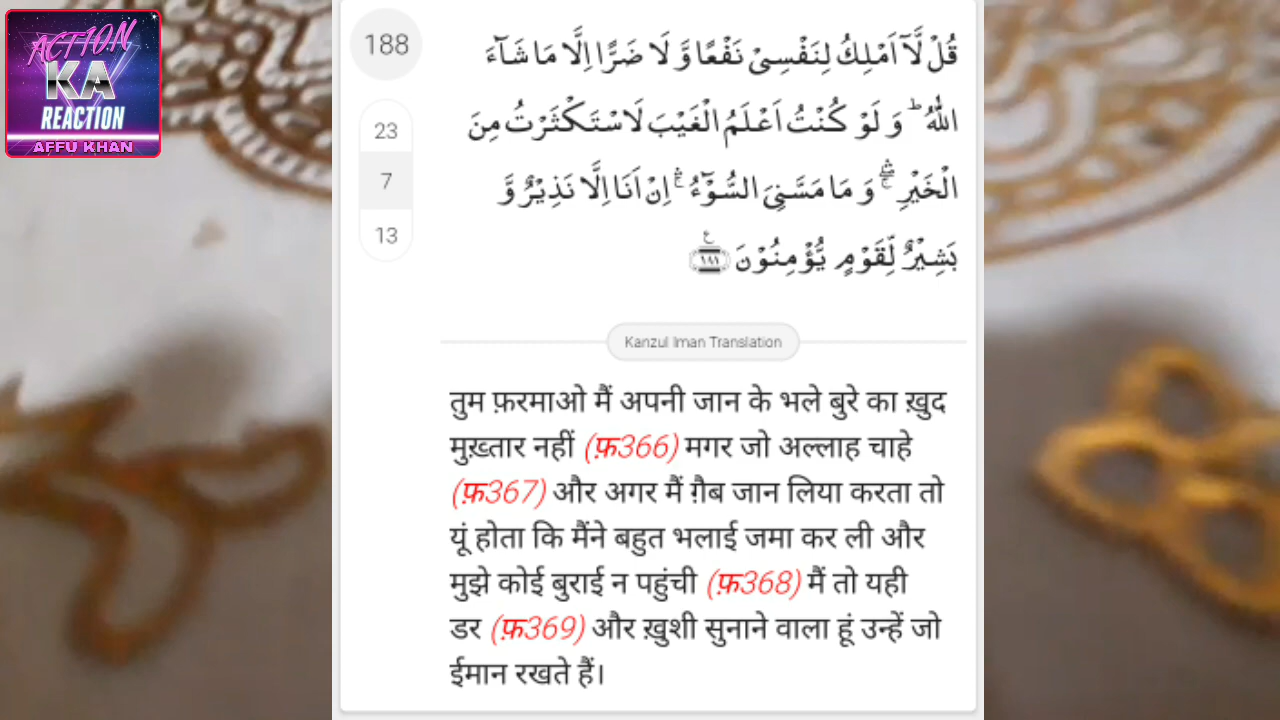 ACTION
KA
REACTION
AFFU KHAN
188
23
7
13
قُلْ لَّاۤ اَمْلِكُ لِنَفْسِیْ نَفْعًا وَّ لَا ضَرًّا اِلَّا مَا شَآءَ
اللّٰهُؕ وَ لَوْ كُنْتُ اَعْلَمُ الْغَیْبَ لَاسْتَكْثَرْتُ مِنَ
الْخَیْرِ ﳝ وَ مَا مَسَّنِیَ السُّوْٓءُ ۚۛ اِنْ اَنَا اِلَّا نَذِیْرٌ وَّ
بَشِیْرٌ لِّقَوْمٍ یُّؤْمِنُوْنَ۠
Kanzul Iman Translation
तुम फ़रमाओ मैं अपनी जान के भले बुरे का ख़ुद
मुख़्तार नहीं (फ़366) मगर जो अल्लाह चाहे
(फ़367) और अगर मैं ग़ैब जान लिया करता तो
यूं होता कि मैंने बहुत भलाई जमा कर ली और
मुझे कोई बुराई न पहुंची (फ़368) मैं तो यही
डर (फ़369) और ख़ुशी सुनाने वाला हूं उन्हें जो
ईमान रखते हैं।